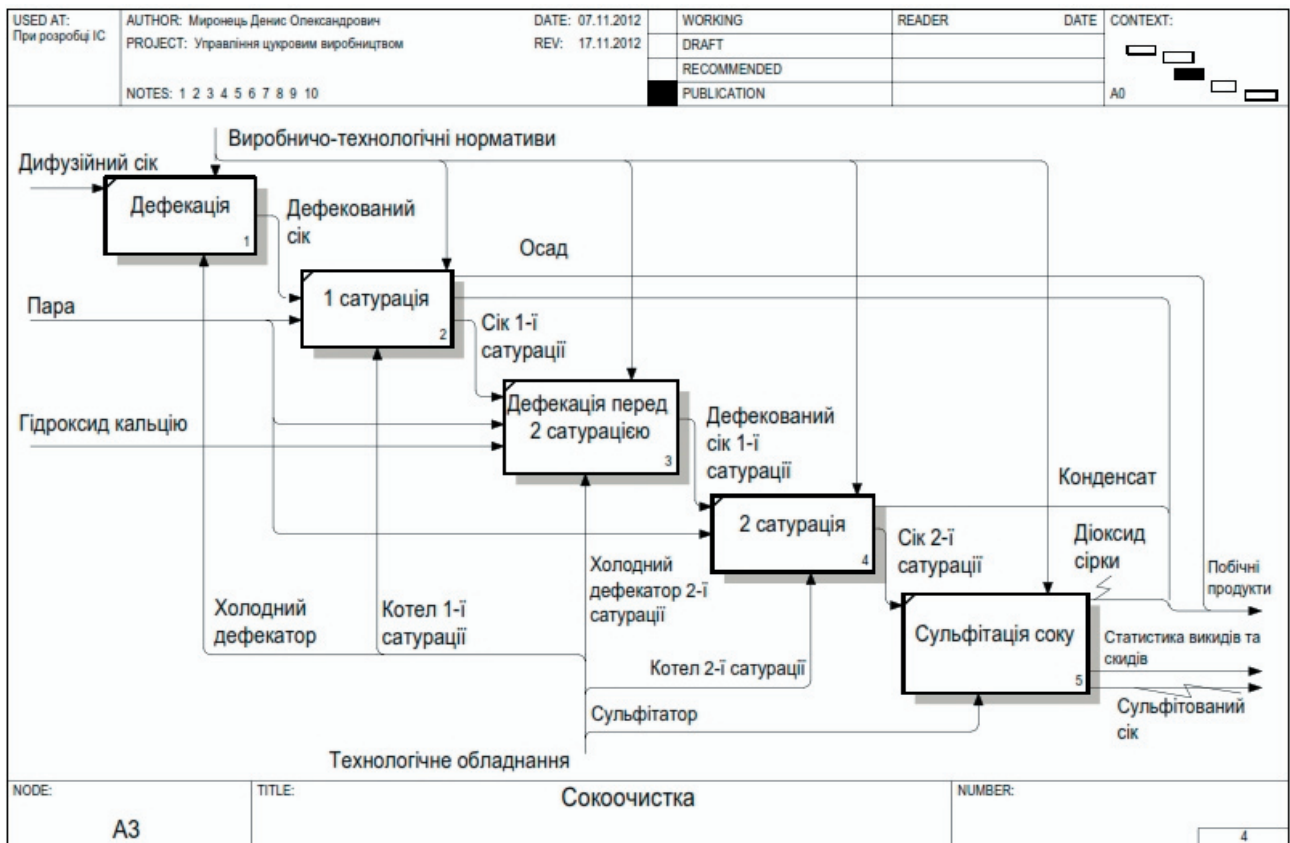 USED AT:
При розробці ІС
AUTHOR: Миронець Денис Олександрович
DATE: 07.11.2012
PROJECT: Управління цукровим виробництвом
REV: 17.11.2012
NOTES: 1 2 3 4 5 6 7 8 9 10
WORKING
DRAFT
RECOMMENDED
PUBLICATION
READER
DATE
CONTEXT:
A0
Виробничо-технологічні нормативи
Дифузійний сік
Дефекація
1
Дефекований
сік
Осад
Пара
1 сатурація
2
Сік 1-ї
сатурації
Гідроксид кальцію
Дефекація перед
2 сатурацією
3
Дефекований
сік 1-ї
сатурації
Конденсат
2 сатурація
4
Сік 2-ї
сатурації
Діоксид
сірки
Побічні
продукти
Холодний
дефекатор
Котел 1-ї
сатурації
Холодний
дефекатор 2-ї
сатурації
Сульфітація соку
5
Статистика викидів та
скидів
Котел 2-ї сатурації
Сульфітований
сік
Сульфітатор
Технологічне обладнання
NODE:
A3
TITLE:
Сокоочистка
NUMBER:
4